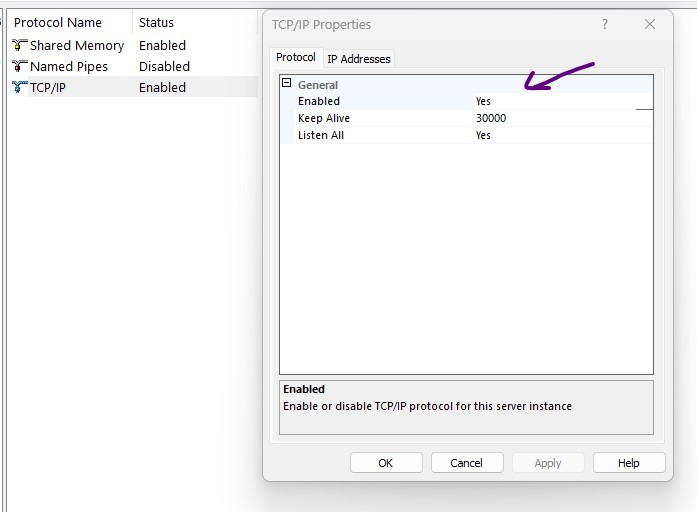 Protocol Name Status
Shared Memory Enabled
Named Pipes Disabled
TCP/IP Enabled
TCP/IP Properties ?
Protocol IP Addresses
General
Enabled Yes
Keep Alive 30000
Listen All Yes
Enabled
Enable or disable TCP/IP protocol for this server instance
OK Cancel Apply Help